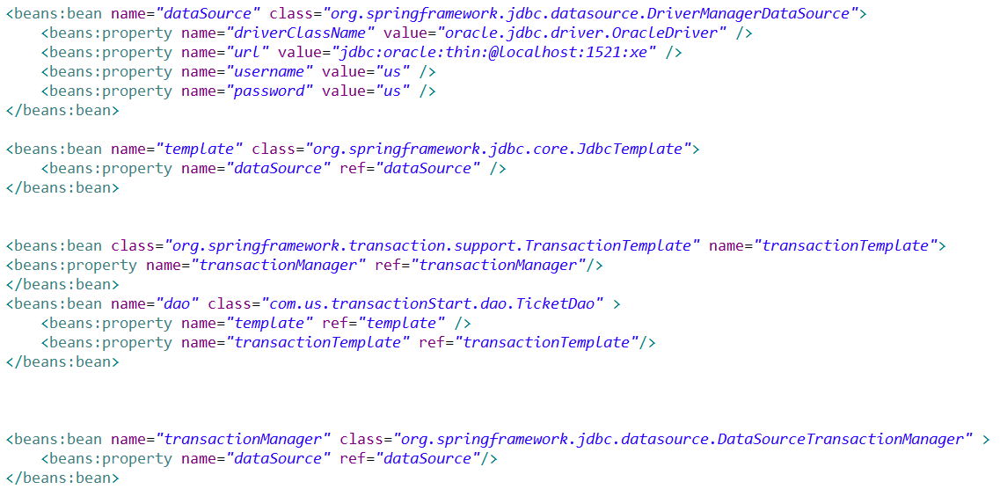 <beans:bean name="dataSource" class="org.springframework.jdbc.datasource.DriverManagerDataSource">
    <beans:property name="driverClassName" value="oracle.jdbc.driver.OracleDriver" />
    <beans:property name="url" value="jdbc:oracle:thin:@localhost:1521:xe" />
    <beans:property name="username" value="us" />
    <beans:property name="password" value="us" />
</beans:bean>
<beans:bean name="template" class="org.springframework.jdbc.core.JdbcTemplate">
    <beans:property name="dataSource" ref="dataSource" />
</beans:bean>
<beans:bean class="org.springframework.transaction.support.TransactionTemplate" name="transactionTemplate">
<beans:property name="transactionManager" ref="transactionManager"/>
</beans:bean>
<beans:bean name="dao" class="com.us.transactionStart.dao.TicketDao" >
    <beans:property name="template" ref="template" />
    <beans:property name="transactionTemplate" ref="transactionTemplate"/>
</beans:bean>
<beans:bean name="transactionManager" class="org.springframework.jdbc.datasource.DataSourceTransactionManager" >
    <beans:property name="dataSource" ref="dataSource"/>
</beans:bean>